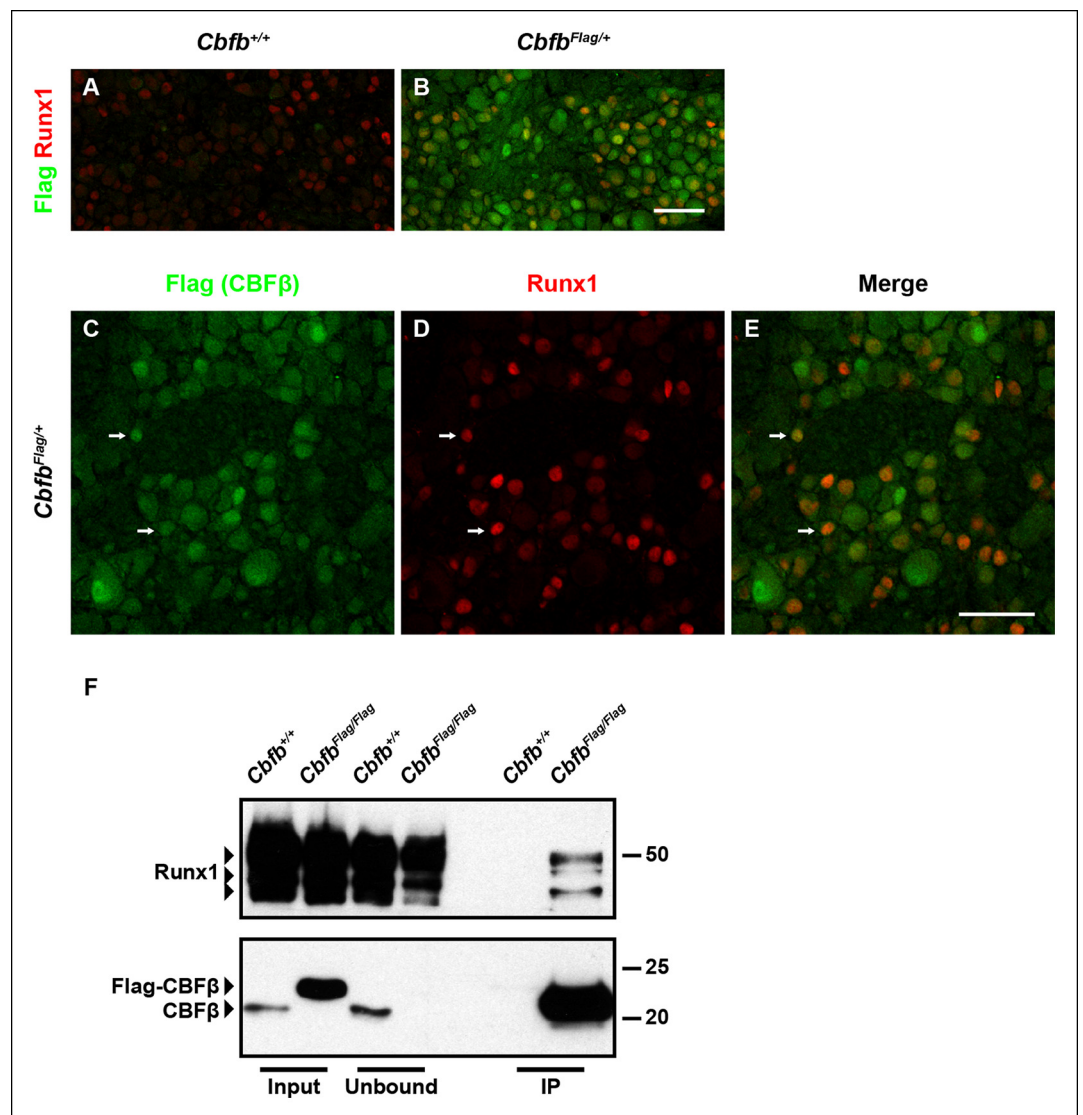 Cbfb+/+ CbfbFlag/+
Flag Runx1
A B
Flag (CBFβ) Runx1 Merge
CbfbFlag/+
C D E
F
Cbfb+/+ CbfbFlag/Flag Cbfb+/+ CbfbFlag/Flag Cbfb+/+ CbfbFlag/Flag
Runx1
50
Flag-CBFβ
CBFβ
25
20
Input Unbound IP